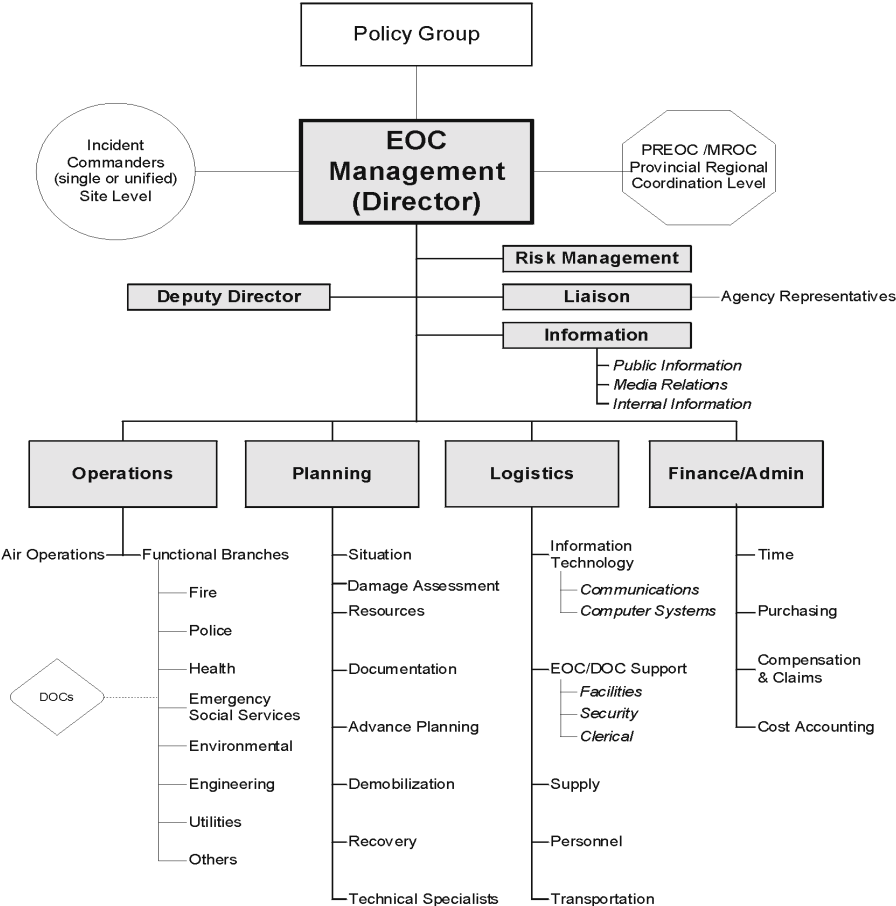 Policy Group
EOC
Management
(Director)
Incident
Commanders
(single or unified)
Site Level
PREOC /MROC
Provincial Regional
Coordination Level
Risk Management
Deputy Director
Liaison
Agency Representatives
Information
Public Information
Media Relations
Internal Information
Operations
Planning
Logistics
Finance/Admin
Air Operations
Functional Branches
Fire
Police
Health
Emergency
Social Services
Environmental
Engineering
Utilities
Others
DOCs
Situation
Damage Assessment
Resources
Documentation
Advance Planning
Demobilization
Recovery
Technical Specialists
Information
Technology
Communications
Computer Systems
EOC/DOC Support
Facilities
Security
Clerical
Supply
Personnel
Transportation
Time
Purchasing
Compensation
& Claims
Cost Accounting